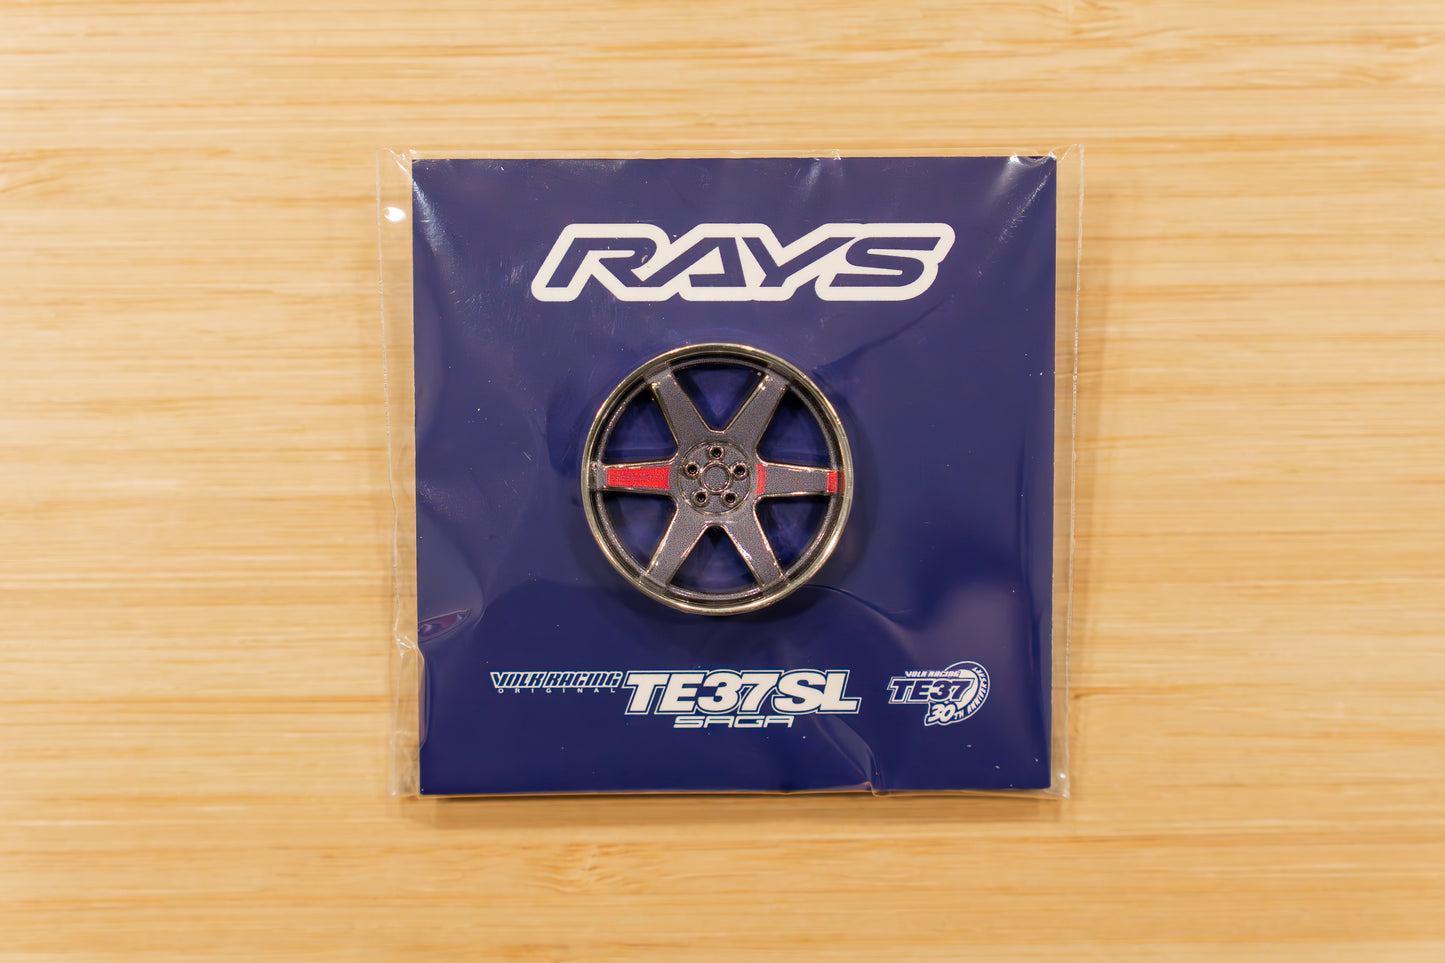 RAYS
VOLK RACING
ORIGINAL
TE37SL
SAGA
VOLK RACING
TE37
30TH ANNIVERSARY